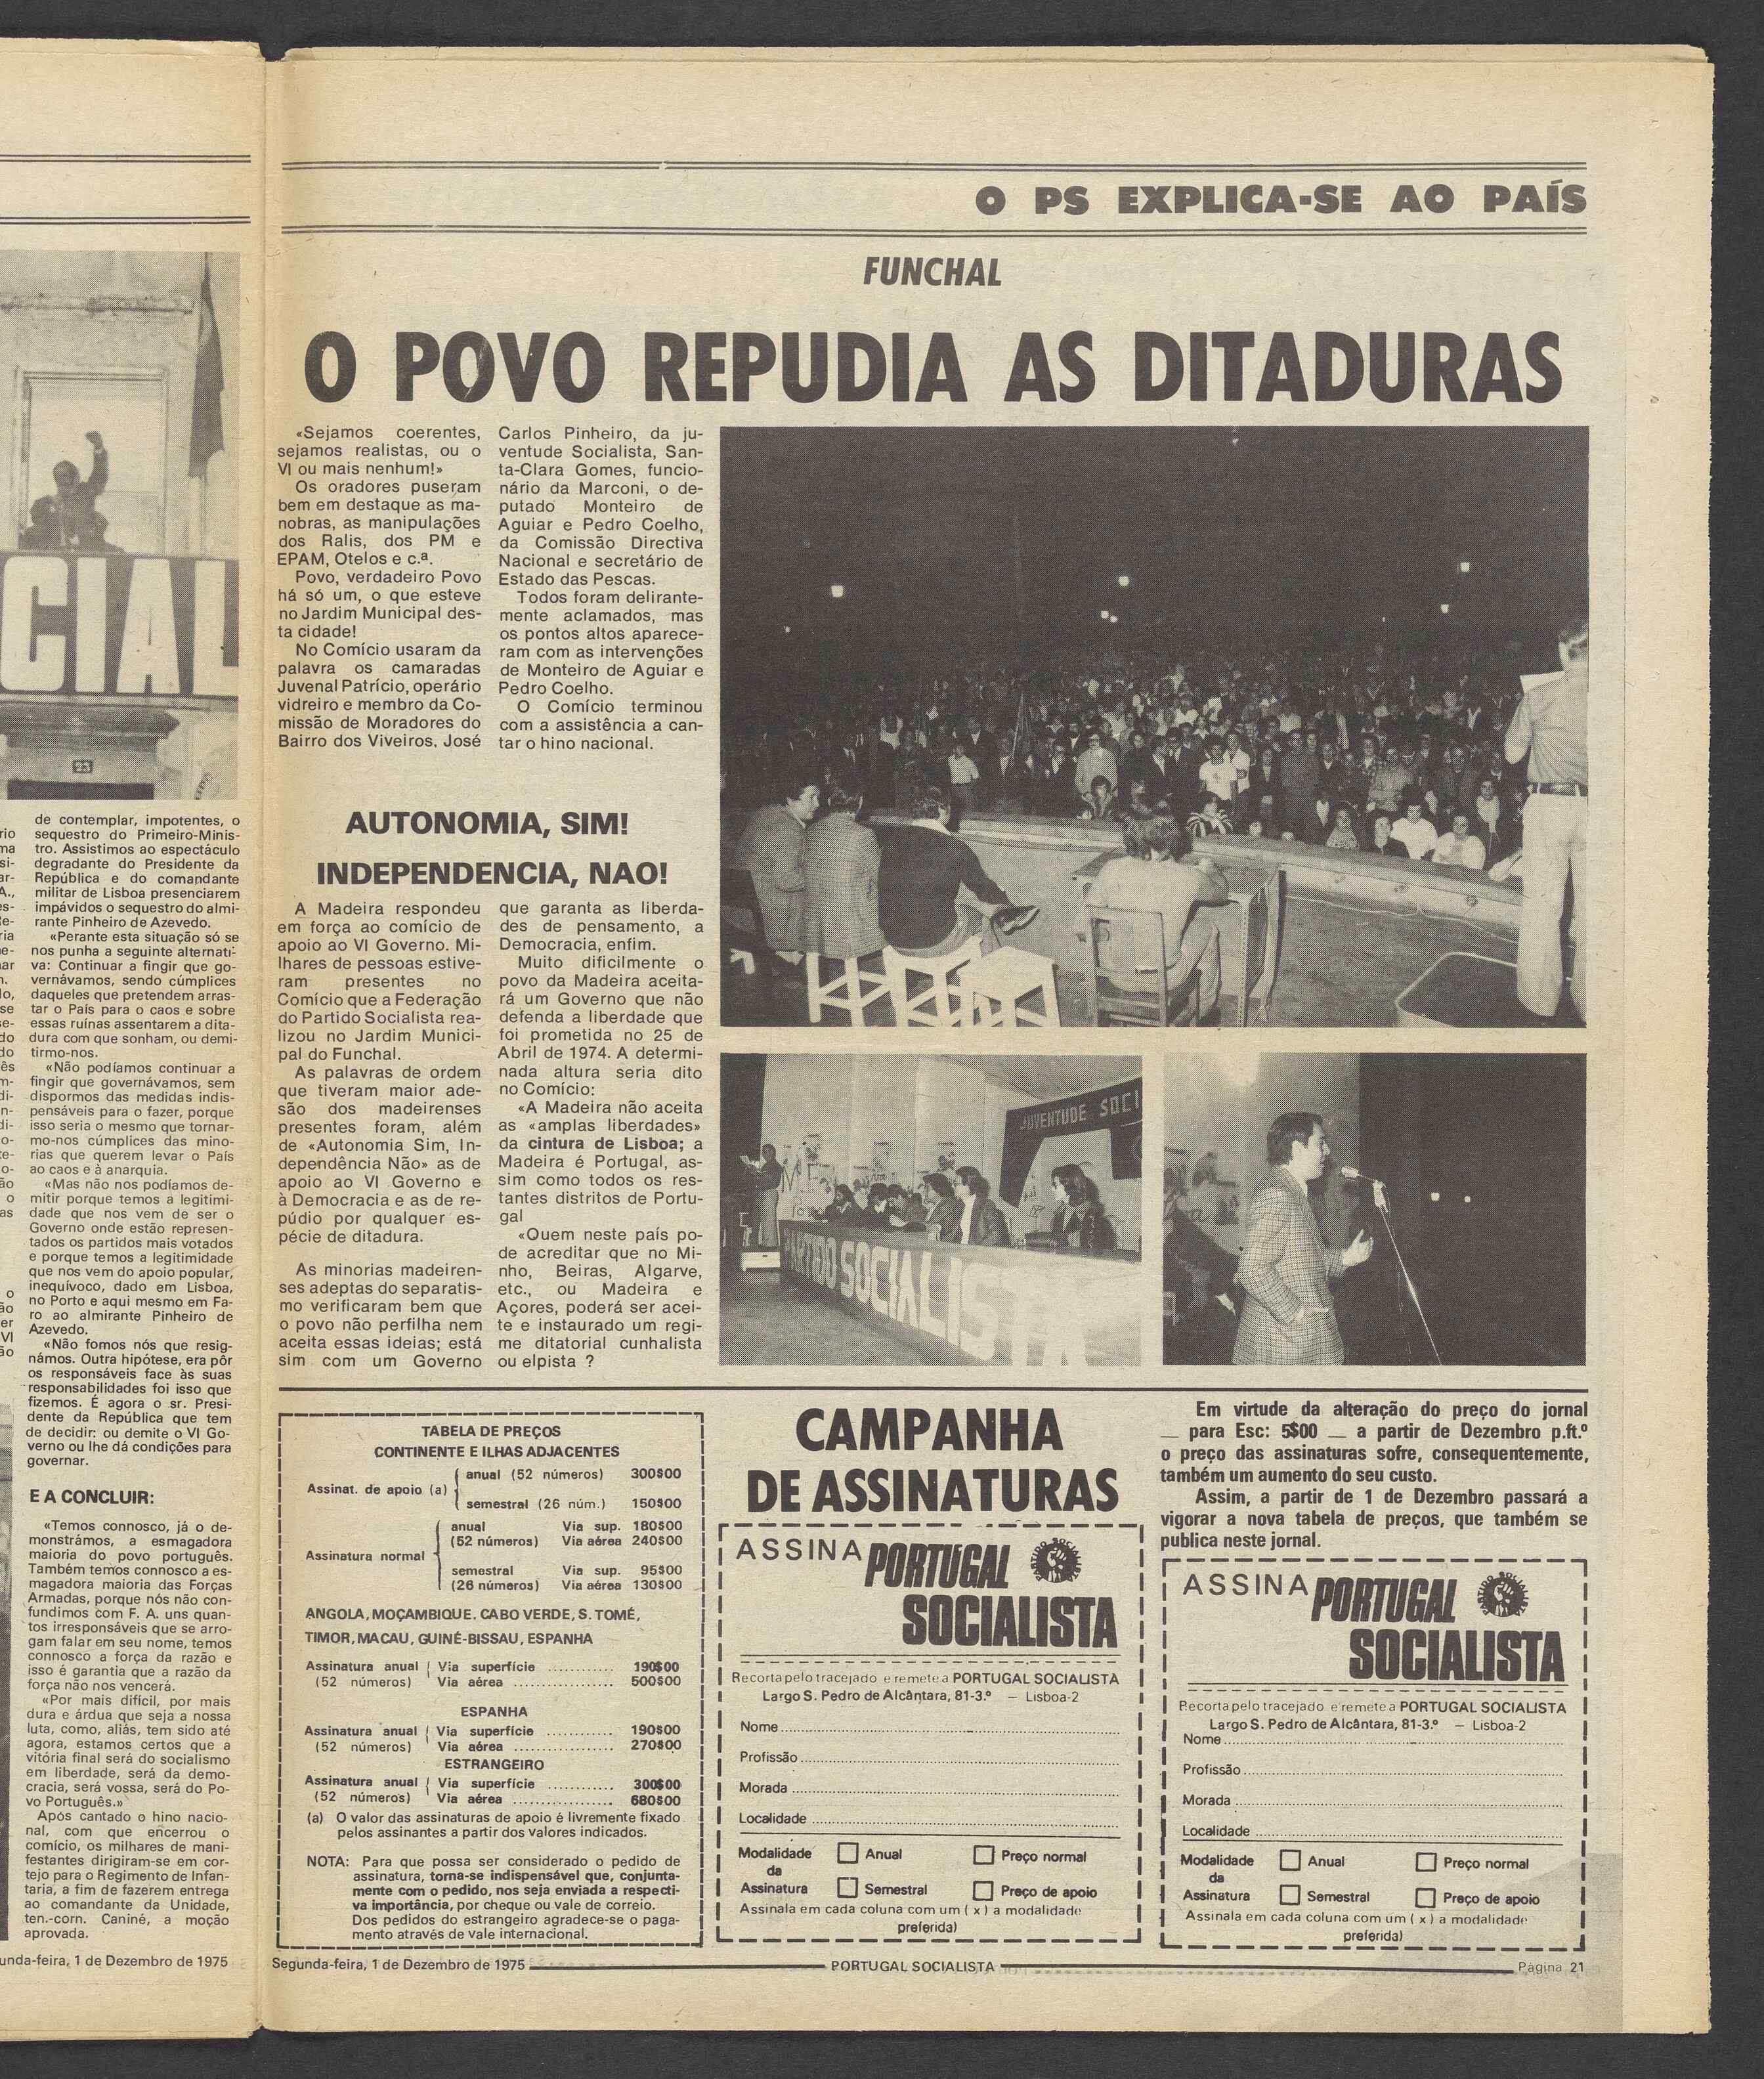 CIAL
23
de contemplar, impotentes, o
sequestro do Primeiro-Minis-
tro. Assistimos ao espectáculo
degradante do Presidente da
República e do comandante
militar de Lisboa presenciarem
impávidos o sequestro do almi-
rante Pinheiro de Azevedo.
«Perante esta situação só se
nos punha a seguinte alternati-
va: Continuar a fingir que go-
vernávamos, sendo cúmplices
daqueles que pretendem arras-
tar o País para o caos e sobre
essas ruínas assentarem a dita-
dura com que sonham, ou demi-
tirmo-nos.
«Não podíamos continuar a
fingir que governávamos, sem
dispormos das medidas indis-
pensáveis para o fazer, porque
isso seria o mesmo que tornar-
mo-nos cúmplices das mino-
rias que querem levar o País
ao caos e à anarquia.
«Mas não nos podíamos de-
mitir porque temos a legitimi-
dade que nos vem de ser o
Governo onde estão represen-
tados os partidos mais votados
e porque temos a legitimidade
que nos vem do apoio popular,
inequívoco, dado em Lisboa,
no Porto e aqui mesmo em Fa-
ro ao almirante Pinheiro de
Azevedo.
«Não fomos nós que resig-
námos. Outra hipótese, era pôr
os responsáveis face às suas
responsabilidades foi isso que
fizemos. É agora o sr. Presi-
dente da República que tem
de decidir: ou demite o VI Go-
verno ou lhe dá condições para
governar.
E A CONCLUIR:
«Temos connosco, já o de-
monstrámos, a esmagadora
maioria do povo português.
Também temos connosco a es-
magadora maioria das Forças
Armadas, porque nós não con-
fundimos com F. A. uns quan-
tos irresponsáveis que se arro-
gam falar em seu nome, temos
connosco a força da razão e
isso é garantia que a razão da
força não nos vencerá.
«Por mais difícil, por mais
dura e árdua que seja a nossa
luta, como, aliás, tem sido até
agora, estamos certos que a
vitória final será do socialismo
em liberdade, será da demo-
cracia, será vossa, será do Po-
vo Português.»
Após cantado o hino nacio-
nal, com que encerrou o
comício, os milhares de mani-
festantes dirigiram-se em cor-
tejo para o Regimento de Infan-
taria, a fim de fazerem entrega
ao comandante da Unidade,
ten.-corn. Caniné, a moção
aprovada.
unda-feira, 1 de Dezembro de 1975
O PS EXPLICA-SE AO PAÍS
FUNCHAL
O POVO REPUDIA AS DITADURAS
«Sejamos coerentes,
sejamos realistas, ou o
VI ou mais nenhum!»
Os oradores puseram
bem em destaque as ma-
nobras, as manipulações
dos Ralis, dos PM e
EPAM, Otelos e c.ª.
Povo, verdadeiro Povo
há só um, o que esteve
no Jardim Municipal des-
ta cidade!
No Comício usaram da
palavra os camaradas
Juvenal Patrício, operário
vidreiro e membro da Co-
missão de Moradores do
Bairro dos Viveiros, José
Carlos Pinheiro, da ju-
ventude Socialista, San-
ta-Clara Gomes, funcio-
nário da Marconi, o de-
putado Monteiro de
Aguiar e Pedro Coelho,
da Comissão Directiva
Nacional e secretário de
Estado das Pescas.
Todos foram delirante-
mente aclamados, mas
os pontos altos aparece-
ram com as intervenções
de Monteiro de Aguiar e
Pedro Coelho.
O Comício terminou
com a assistência a can-
tar o hino nacional.
AUTONOMIA, SIM!
INDEPENDENCIA, NAO!
A Madeira respondeu
em força ao comício de
apoio ao VI Governo. Mi-
lhares de pessoas estive-
ram presentes no
Comício que a Federação
do Partido Socialista rea-
lizou no Jardim Munici-
pal do Funchal.
As palavras de ordem
que tiveram maior ade-
são dos madeirenses
presentes foram, além
de «Autonomia Sim, In-
dependência Não» as de
apoio ao VI Governo e
à Democracia e as de re-
púdio por qualquer es-
pécie de ditadura.
As minorias madeiren-
ses adeptas do separatis-
mo verificaram bem que
o povo não perfilha nem
aceita essas ideias; está
sim com um Governo
que garanta as liberda-
des de pensamento, a
Democracia, enfim.
Muito dificilmente o
povo da Madeira aceita-
rá um Governo que não
defenda a liberdade que
foi prometida no 25 de
Abril de 1974. A determi-
nada altura seria dito
no Comício:
«A Madeira não aceita
as «amplas liberdades»
da cintura de Lisboa; a
Madeira é Portugal, as-
sim como todos os res-
tantes distritos de Portu-
gal
«Quem neste país po-
de acreditar que no Mi-
nho, Beiras, Algarve,
etc., ou Madeira e
Açores, poderá ser acei-
te e instaurado um regi-
me ditatorial cunhalista
ou elpista ?
JUVENTUDE SOCI
PARTIDO SOCIALISTA
TABELA DE PREÇOS
CONTINENTE E ILHAS ADJACENTES
Assinat. de apoio (a)
anual (52 números) 300$00
semestral (26 núm.) 150$00
Assinatura normal
anual Via sup. 180$00
(52 números) Via aérea 240$00
semestral Via sup. 95$00
(26 números) Via aérea 130$00
ANGOLA, MOÇAMBIQUE, CABO VERDE, S. TOMÉ,
TIMOR, MACAU, GUINÉ-BISSAU, ESPANHA
Assinatura anual Via superfície ............ 190$00
(52 números) Via aérea .................. 500$00
ESPANHA
Assinatura anual Via superfície ............ 190$00
(52 números) Via aérea .................. 270$00
ESTRANGEIRO
Assinatura anual Via superfície ............ 300$00
(52 números) Via aérea .................. 680$00
(a) O valor das assinaturas de apoio é livremente fixado
pelos assinantes a partir dos valores indicados.
NOTA: Para que possa ser considerado o pedido de
assinatura, torna-se indispensável que, conjunta-
mente com o pedido, nos seja enviada a respecti-
va importância, por cheque ou vale de correio.
Dos pedidos do estrangeiro agradece-se o paga-
mento através de vale internacional.
CAMPANHA
DE ASSINATURAS
ASSINA PORTUGAL
SOCIALISTA
PARTIDO SOCIALISTA
Recorta pelo tracejado e remete a PORTUGAL SOCIALISTA
Largo S. Pedro de Alcântara, 81-3.º — Lisboa-2
Nome
Profissão
Morada
Localidade
Modalidade Anual Preço normal
da
Assinatura Semestral Preço de apoio
Assinala em cada coluna com um ( x ) a modalidade
preferida)
Em virtude da alteração do preço do jornal
— para Esc: 5$00 — a partir de Dezembro p.ft.º
o preço das assinaturas sofre, consequentemente,
também um aumento do seu custo.
Assim, a partir de 1 de Dezembro passará a
vigorar a nova tabela de preços, que também se
publica neste jornal.
ASSINA PORTUGAL
SOCIALISTA
PARTIDO SOCIALISTA
Recorta pelo tracejado e remete a PORTUGAL SOCIALISTA
Largo S. Pedro de Alcântara, 81-3.º — Lisboa-2
Nome
Profissão
Morada
Localidade
Modalidade Anual Preço normal
da
Assinatura Semestral Preço de apoio
Assinala em cada coluna com um ( x ) a modalidade
preferida)
Segunda-feira, 1 de Dezembro de 1975
PORTUGAL SOCIALISTA
Página 21